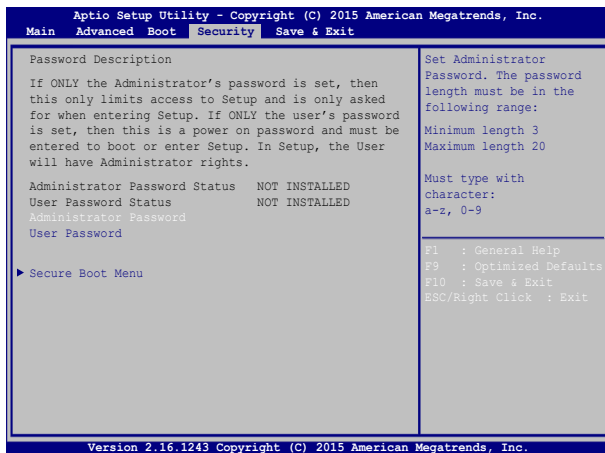 Aptio Setup Utility - Copyright (C) 2015 American Megatrends, Inc.
Main Advanced Boot Security Save & Exit
Password Description
If ONLY the Administrator's password is set, then
this only limits access to Setup and is only asked
for when entering Setup. If ONLY the user's password
is set, then this is a power on password and must be
entered to boot or enter Setup. In Setup, the User
will have Administrator rights.
Administrator Password Status NOT INSTALLED
User Password Status NOT INSTALLED
Administrator Password
User Password
Secure Boot Menu
Set Administrator
Password. The password
length must be in the
following range:
Minimum length 3
Maximum length 20
Must type with
character:
a-z, 0-9
F1 : General Help
F9 : Optimized Defaults
F10 : Save & Exit
ESC/Right Click : Exit
Version 2.16.1243 Copyright (C) 2015 American Megatrends, Inc.